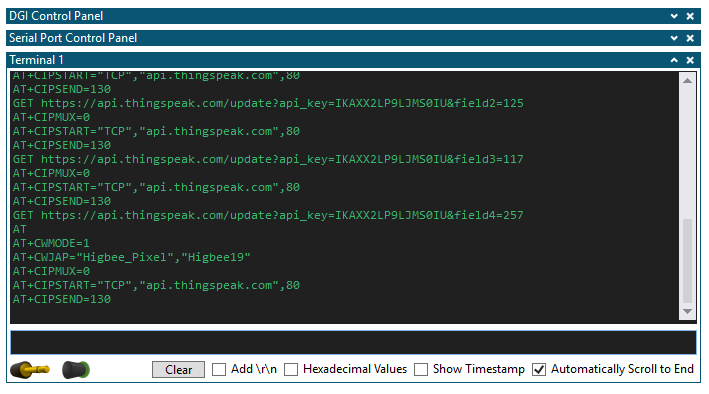 DGI Control Panel
Serial Port Control Panel
Terminal 1
AT+CIPSTART="TCP","api.thingspeak.com",80
AT+CIPSEND=130
GET https://api.thingspeak.com/update?api_key=IKAXX2LP9LJMS0IU&field2=125
AT+CIPMUX=0
AT+CIPSTART="TCP","api.thingspeak.com",80
AT+CIPSEND=130
GET https://api.thingspeak.com/update?api_key=IKAXX2LP9LJMS0IU&field3=117
AT+CIPMUX=0
AT+CIPSTART="TCP","api.thingspeak.com",80
AT+CIPSEND=130
GET https://api.thingspeak.com/update?api_key=IKAXX2LP9LJMS0IU&field4=257
AT
AT+CWMODE=1
AT+CWJAP="Higbee_Pixel","Higbee19"
AT+CIPMUX=0
AT+CIPSTART="TCP","api.thingspeak.com",80
AT+CIPSEND=130
Clear Add \r\n Hexadecimal Values Show Timestamp Automatically Scroll to End